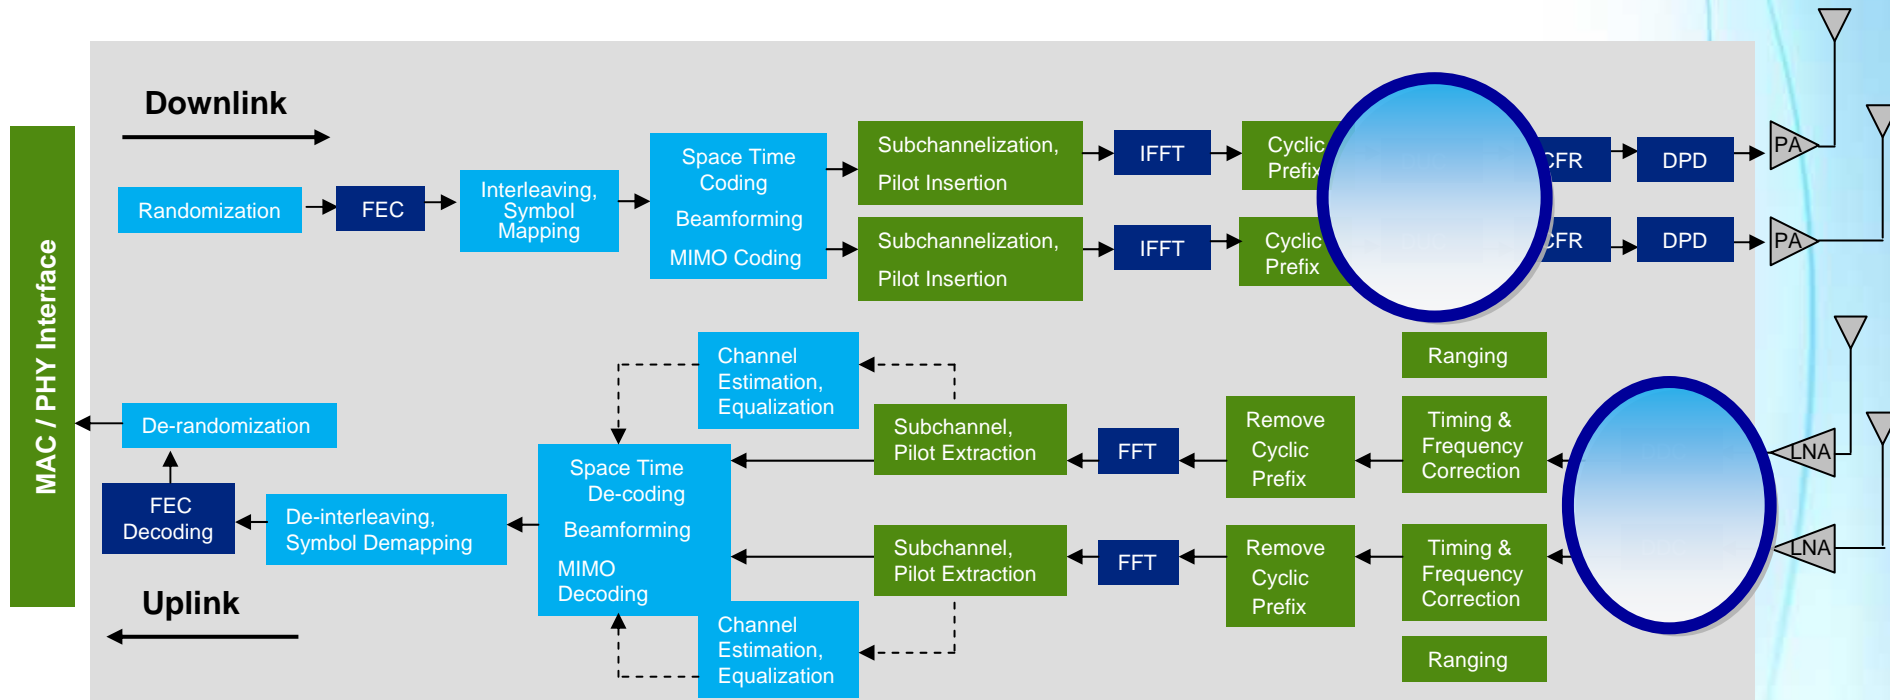 Downlink
MAC / PHY Interface
Randomization
FEC
Interleaving,
Symbol
Mapping
Space Time
Coding
Beamforming
MIMO Coding
Subchannelization,
Pilot Insertion
IFFT
Cyclic
Prefix
CFR
DPD
PA
Subchannelization,
Pilot Insertion
IFFT
Cyclic
Prefix
CFR
DPD
PA
Channel
Estimation,
Equalization
Ranging
De-randomization
Subchannel,
Pilot Extraction
FFT
Remove
Cyclic
Prefix
Timing &
Frequency
Correction
LNA
FEC
Decoding
De-interleaving,
Symbol Demapping
Space Time
De-coding
Beamforming
MIMO
Decoding
Subchannel,
Pilot Extraction
FFT
Remove
Cyclic
Prefix
Timing &
Frequency
Correction
LNA
Uplink
Channel
Estimation,
Equalization
Ranging